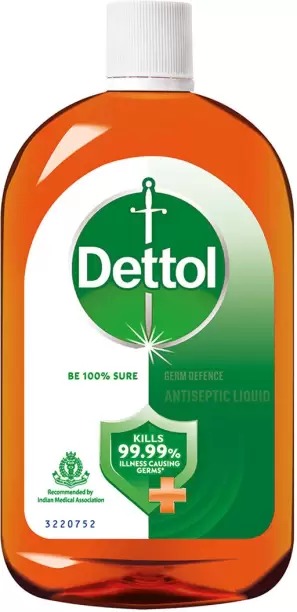 Dettol
BE 100% SURE
GERM DEFENCE
ANTISEPTIC LIQUID
KILLS
99.99%
ILLNESS CAUSING
GERMS*
Recommended by
Indian Medical Association
3220752